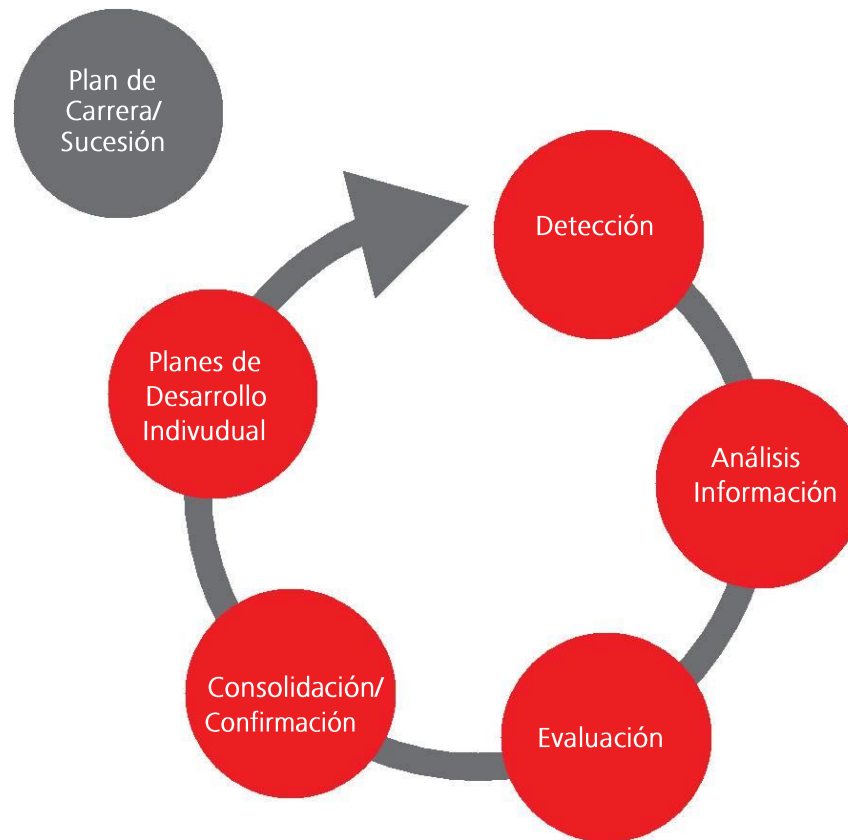 Plan de
Carrera/
Sucesión
Detección
Análisis
Información
Evaluación
Consolidación/
Confirmación
Planes de
Desarrollo
Indivudual